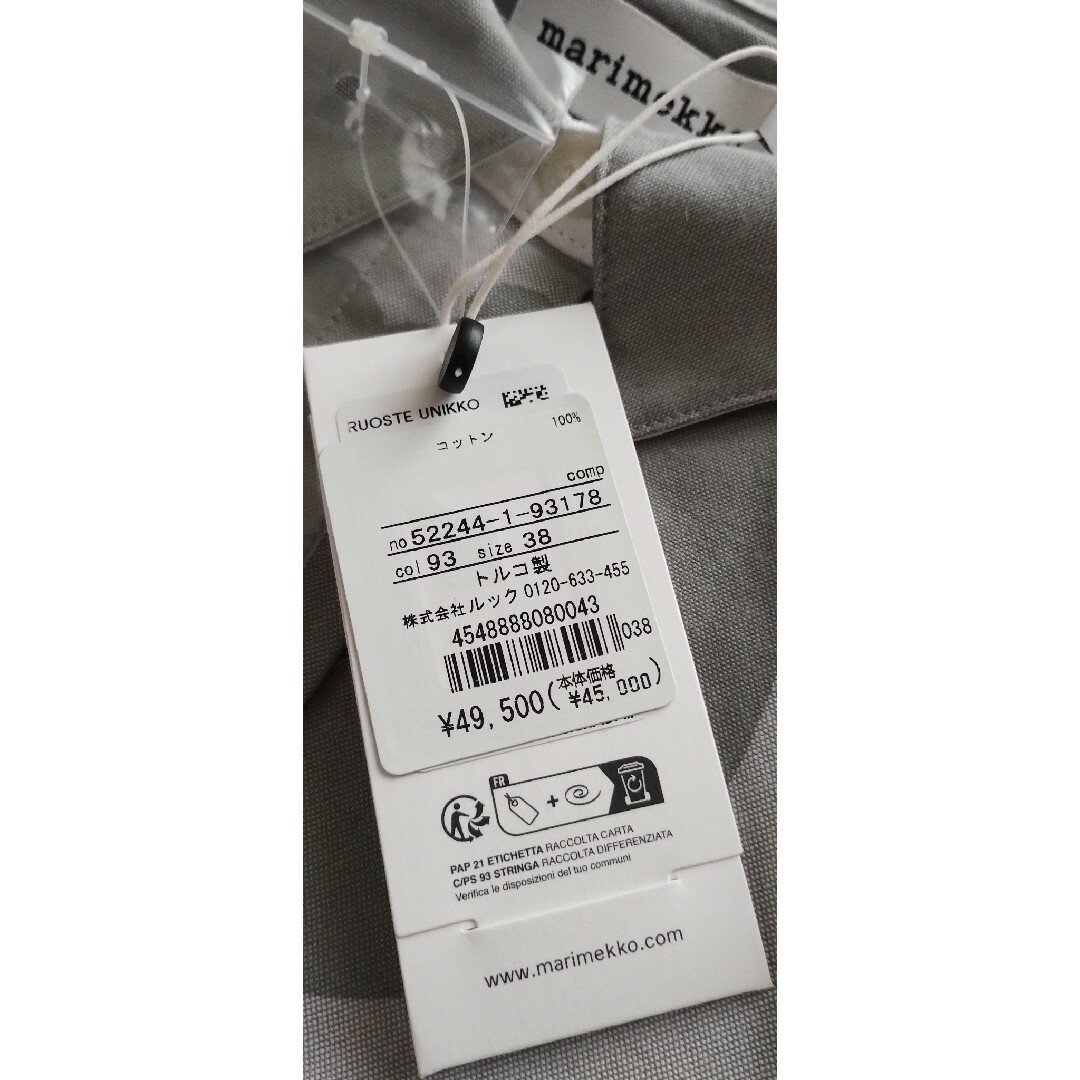 marimekko
RUOSTE UNIKKO
コットン 100%
comp
no 52244-1-93178
col 93 size 38
トルコ製
株式会社ルック 0120-633-455
4548888080043
038
¥49,500(本体価格 ¥45,000)
FR
PAP 21 ETICHETTA RACCOLTA CARTA
C/PS 93 STRINGA RACCOLTA DIFFERENZIATA
Verifica le disposizioni del tuo comuni
www.marimekko.com